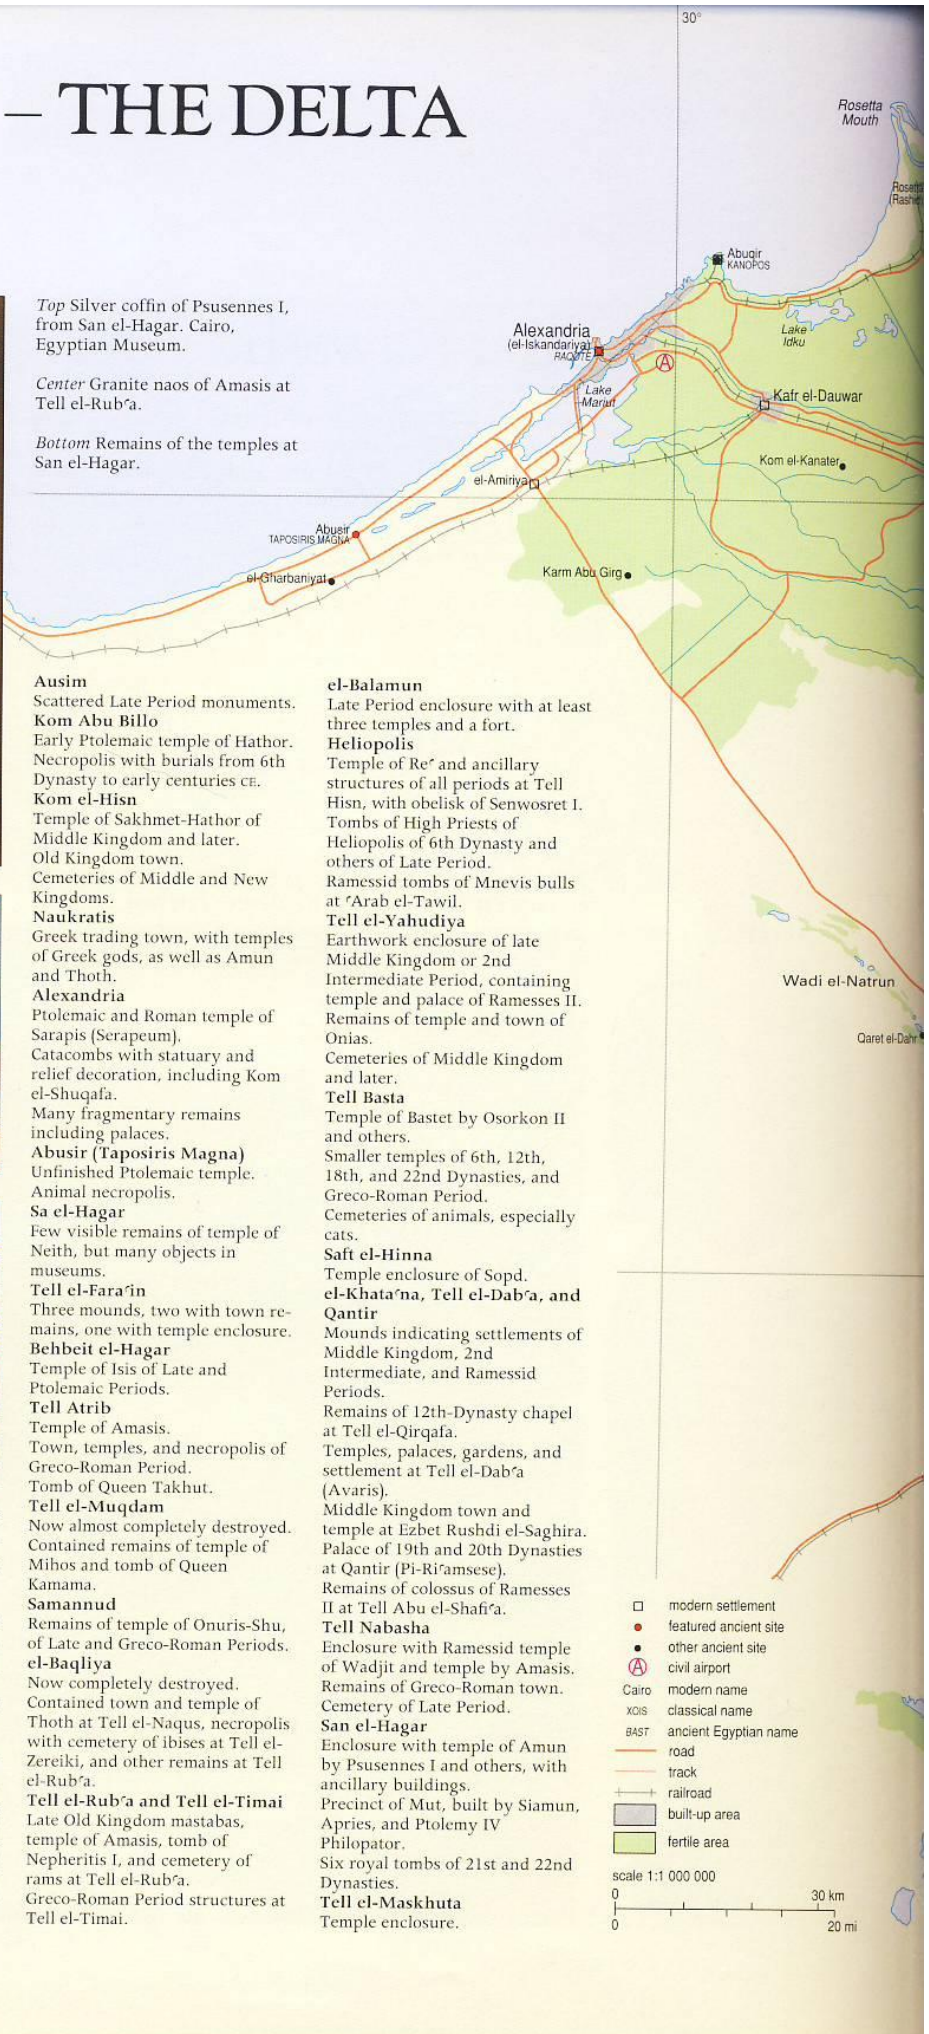 30°
— THE DELTA
Rosetta
Mouth
Abuqir
KANOPOS
Top Silver coffin of Psusennes I,
from San el-Hagar. Cairo,
Egyptian Museum.
Center Granite naos of Amasis at
Tell el-Rubʿa.
Bottom Remains of the temples at
San el-Hagar.
Alexandria
(el-Iskandariya)
RAQOTE
Lake
Idku
Lake
Mariut
Kafr el-Dauwar
Kom el-Kanater
el-Amiriya
Abusir
TAPOSIRIS MAGNA
el-Gharbaniyat
Karm Abu Girg
Wadi el-Natrun
Qaret el-Dahr
Ausim
Scattered Late Period monuments.
Kom Abu Billo
Early Ptolemaic temple of Hathor.
Necropolis with burials from 6th
Dynasty to early centuries CE.
Kom el-Hisn
Temple of Sakhmet-Hathor of
Middle Kingdom and later.
Old Kingdom town.
Cemeteries of Middle and New
Kingdoms.
Naukratis
Greek trading town, with temples
of Greek gods, as well as Amun
and Thoth.
Alexandria
Ptolemaic and Roman temple of
Sarapis (Serapeum).
Catacombs with statuary and
relief decoration, including Kom
el-Shuqafa.
Many fragmentary remains
including palaces.
Abusir (Taposiris Magna)
Unfinished Ptolemaic temple.
Animal necropolis.
Sa el-Hagar
Few visible remains of temple of
Neith, but many objects in
museums.
Tell el-Faraʿin
Three mounds, two with town re-
mains, one with temple enclosure.
Behbeit el-Hagar
Temple of Isis of Late and
Ptolemaic Periods.
Tell Atrib
Temple of Amasis.
Town, temples, and necropolis of
Greco-Roman Period.
Tomb of Queen Takhut.
Tell el-Muqdam
Now almost completely destroyed.
Contained remains of temple of
Mihos and tomb of Queen
Kamama.
Samannud
Remains of temple of Onuris-Shu,
of Late and Greco-Roman Periods.
el-Baqliya
Now completely destroyed.
Contained town and temple of
Thoth at Tell el-Naqus, necropolis
with cemetery of ibises at Tell el-
Zereiki, and other remains at Tell
el-Rubʿa.
Tell el-Rubʿa and Tell el-Timai
Late Old Kingdom mastabas,
temple of Amasis, tomb of
Nepheritis I, and cemetery of
rams at Tell el-Rubʿa.
Greco-Roman Period structures at
Tell el-Timai.
el-Balamun
Late Period enclosure with at least
three temples and a fort.
Heliopolis
Temple of Reʿ and ancillary
structures of all periods at Tell
Hisn, with obelisk of Senwosret I.
Tombs of High Priests of
Heliopolis of 6th Dynasty and
others of Late Period.
Ramessid tombs of Mnevis bulls
at ʿArab el-Tawil.
Tell el-Yahudiya
Earthwork enclosure of late
Middle Kingdom or 2nd
Intermediate Period, containing
temple and palace of Ramesses II.
Remains of temple and town of
Onias.
Cemeteries of Middle Kingdom
and later.
Tell Basta
Temple of Bastet by Osorkon II
and others.
Smaller temples of 6th, 12th,
18th, and 22nd Dynasties, and
Greco-Roman Period.
Cemeteries of animals, especially
cats.
Saft el-Hinna
Temple enclosure of Sopd.
el-Khataʿna, Tell el-Dabʿa, and
Qantir
Mounds indicating settlements of
Middle Kingdom, 2nd
Intermediate, and Ramessid
Periods.
Remains of 12th-Dynasty chapel
at Tell el-Qirqafa.
Temples, palaces, gardens, and
settlement at Tell el-Dabʿa
(Avaris).
Middle Kingdom town and
temple at Ezbet Rushdi el-Saghira.
Palace of 19th and 20th Dynasties
at Qantir (Pi-Riʿamsese).
Remains of colossus of Ramesses
II at Tell Abu el-Shafiʿa.
Tell Nabasha
Enclosure with Ramessid temple
of Wadjit and temple by Amasis.
Remains of Greco-Roman town.
Cemetery of Late Period.
San el-Hagar
Enclosure with temple of Amun
by Psusennes I and others, with
ancillary buildings.
Precinct of Mut, built by Siamun,
Apries, and Ptolemy IV
Philopator.
Six royal tombs of 21st and 22nd
Dynasties.
Tell el-Maskhuta
Temple enclosure.
modern settlement
featured ancient site
other ancient site
A civil airport
Cairo modern name
XOIS classical name
BAST ancient Egyptian name
road
track
railroad
built-up area
fertile area
scale 1:1 000 000
0 30 km
0 20 mi